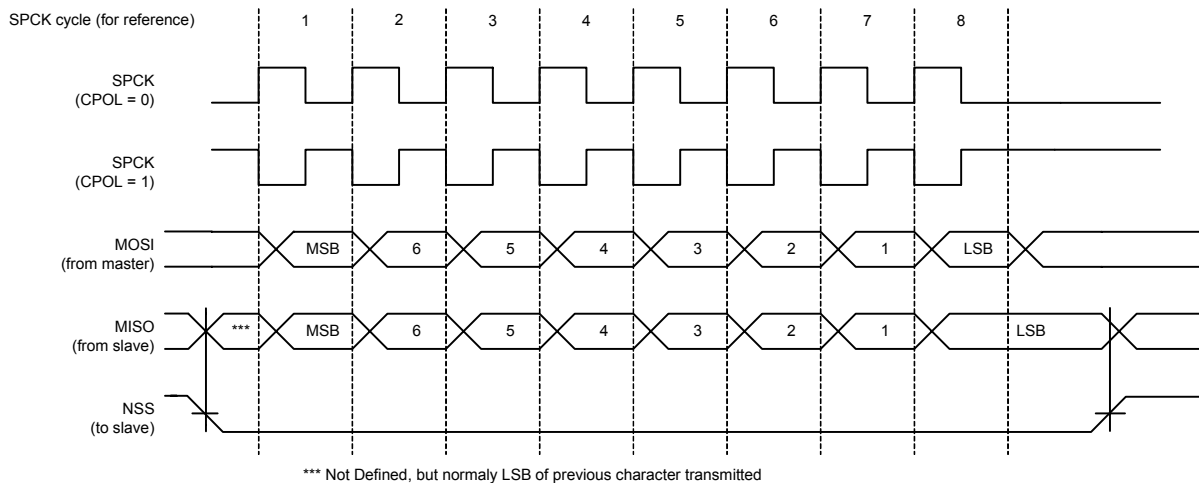 SPCK cycle (for reference) 1 2 3 4 5 6 7 8
SPCK
(CPOL = 0)
SPCK
(CPOL = 1)
MOSI
(from master)
MSB 6 5 4 3 2 1 LSB
MISO
(from slave)
*** MSB 6 5 4 3 2 1 LSB
NSS
(to slave)
*** Not Defined, but normaly LSB of previous character transmitted